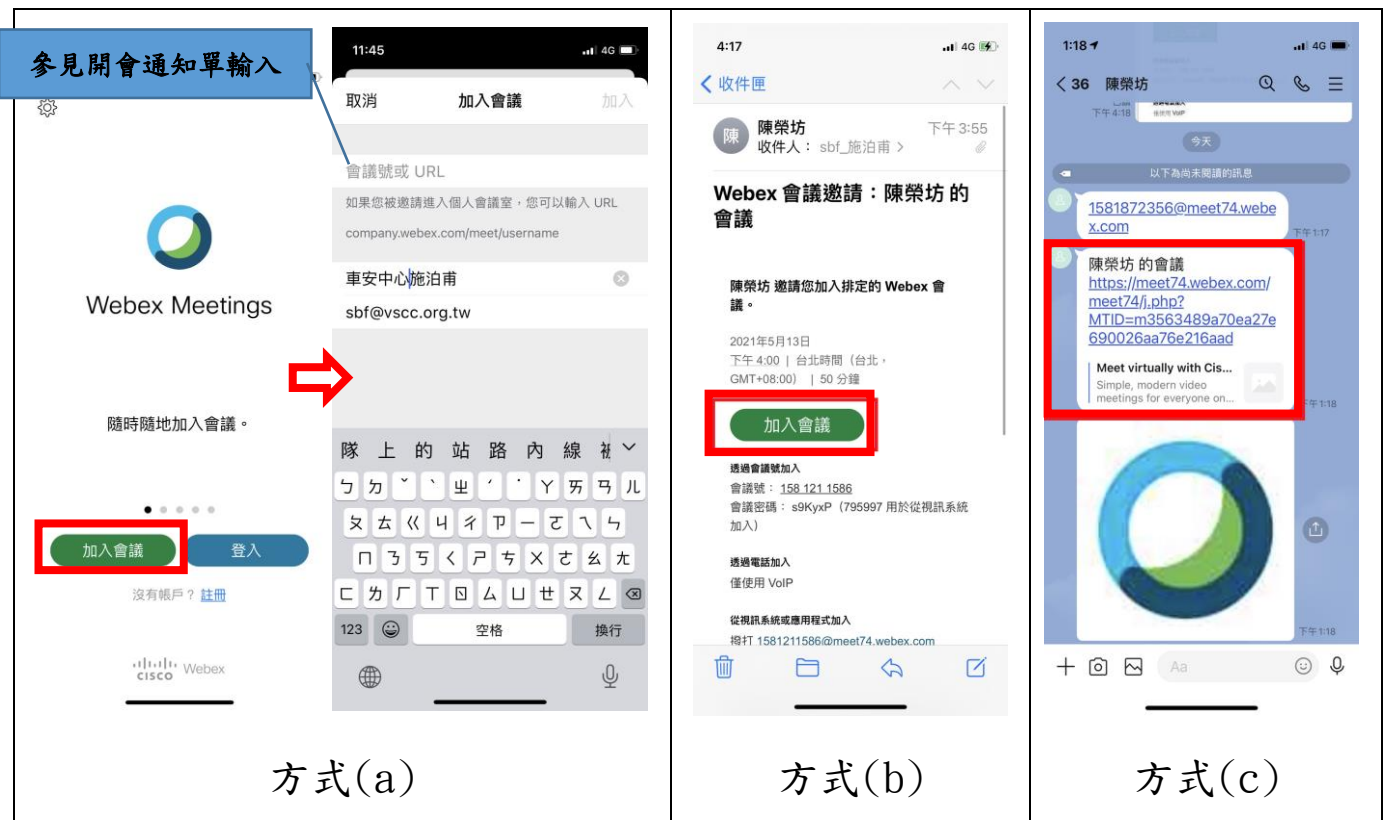 參見開會通知單輸入
Webex Meetings
隨時隨地加入會議。
加入會議
登入
沒有帳戶？ 註冊
cisco Webex
11:45
4G
取消
加入會議
加入
會議號或 URL
如果您被邀請進入個人會議室，您可以輸入 URL
company.webex.com/meet/username
車安中心施泊甫
sbf@vscc.org.tw
隊 上 的 站 路 內 線
ㄅ ㄉ ˇ ˋ ㄓ ˊ ˙ ㄚ ㄞ ㄢ ㄦ
ㄆ ㄊ ㄍ ㄐ ㄔ ㄗ ㄧ ㄛ ㄟ ㄣ
ㄇ ㄋ ㄎ ㄑ ㄕ ㄘ ㄨ ㄜ ㄠ ㄤ
ㄈ ㄌ ㄏ ㄒ ㄖ ㄙ ㄩ ㄝ ㄡ ㄥ
123
空格
換行
方式(a)
4:17
4G
收件匣
陳
陳榮坊
下午 3:55
收件人： sbf_施泊甫
Webex 會議邀請：陳榮坊 的
會議
陳榮坊 邀請您加入排定的 Webex 會
議。
2021年5月13日
下午 4:00 | 台北時間（台北，
GMT+08:00） | 50 分鐘
加入會議
透過會議號加入
會議號： 158 121 1586
會議密碼： s9KyxP（795997 用於從視訊系統
加入）
透過電話加入
僅使用 VoIP
從視訊系統或應用程式加入
撥打 1581211586@meet74.webex.com
方式(b)
1:18
4G
36 陳榮坊
下午4:18
僅使用 VoIP
今天
以下為尚未閱讀的訊息
1581872356@meet74.webe
x.com
下午 1:17
陳榮坊 的會議
https://meet74.webex.com/
meet74/j.php?
MTID=m3563489a70ea27e
690026aa76e216aad
Meet virtually with Cis...
Simple, modern video
meetings for everyone on...
下午 1:18
下午 1:18
Aa
方式(c)